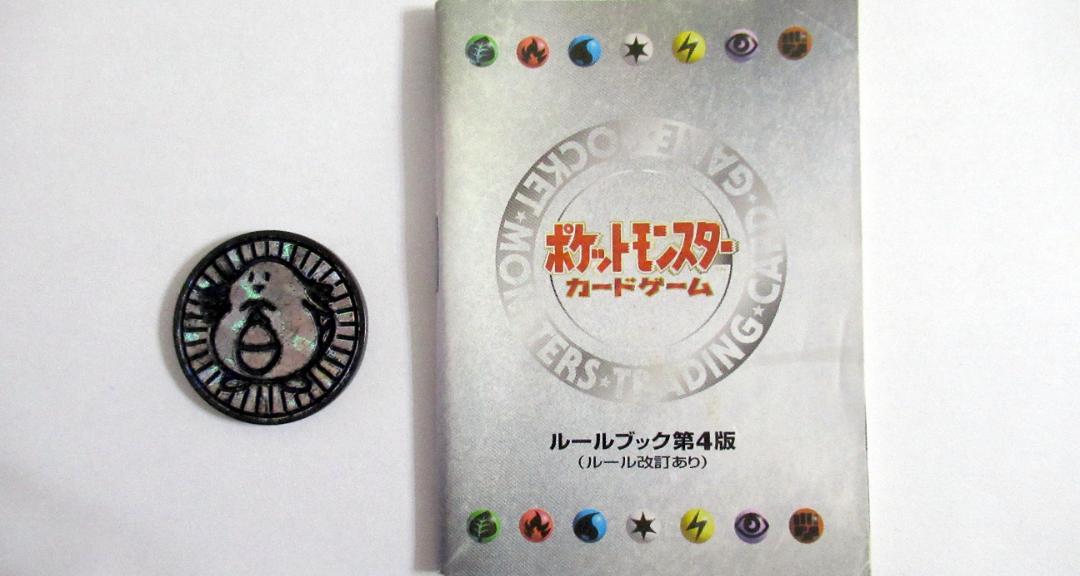 POCKET★MONSTERS★TRADING★CARD・GAME
ポケットモンスター
カードゲーム
ルールブック第4版
(ルール改訂あり)